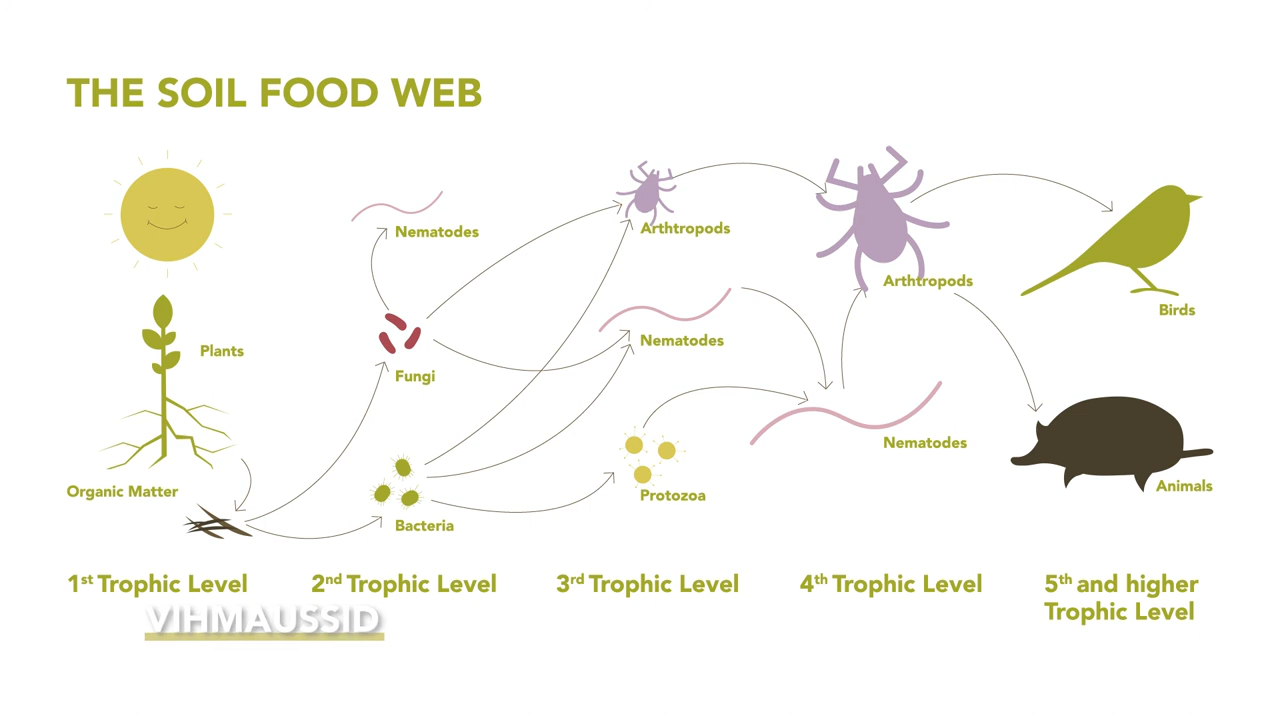 THE SOIL FOOD WEB
Nematodes
Arthtropods
Arthtropods
Birds
Plants
Fungi
Nematodes
Nematodes
Animals
Organic Matter
Bacteria
Protozoa
1st Trophic Level
2nd Trophic Level
3rd Trophic Level
4th Trophic Level
5th and higher
Trophic Level
VIHMAUSSID